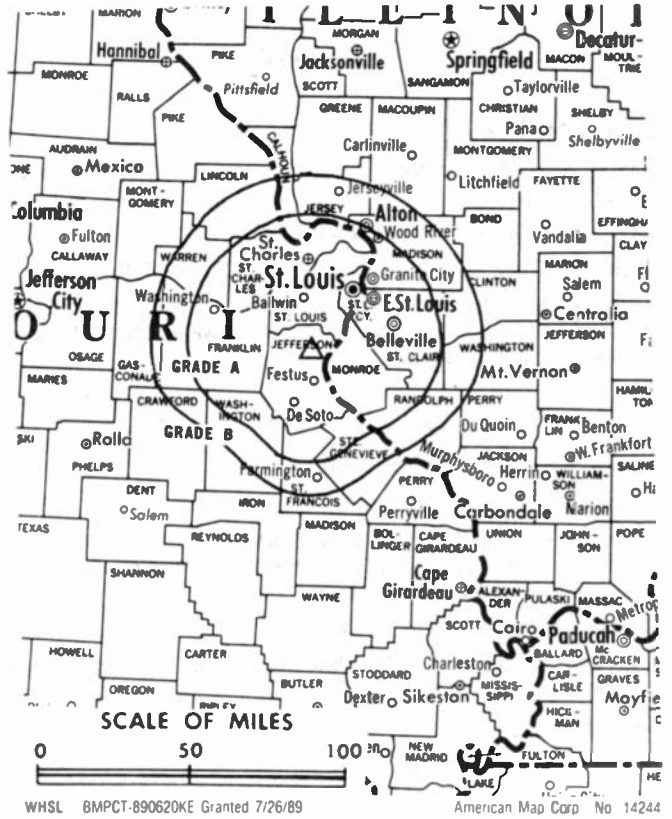 MARION
I L L I N O I
MORGAN
Decatur
Hannibal
PIKE
Jacksonville
Springfield
MACON
MOUL-
TRIE
MONROE
Pittsfield
SCOTT
SANGAMON
Taylorville
RALLS
GREENE
MACOUPIN
CHRISTIAN
SHELBY
PIKE
Pana
Shelbyville
AUDRAIN
CALHOUN
Carlinville
MONTGOMERY
Mexico
LINCOLN
Jerseyville
Litchfield
FAYETTE
MONT-
GOMERY
JERSEY
Alton
BOND
Columbia
Wood River
EFFINGH
Fulton
St.
Charles
Vandalia
CLAY
CALLAWAY
WARREN
MADISON
MARION
Jefferson
City
ST.
CHAR-
LES
St. Louis
Granite City
CLINTON
Salem
Washington
Ballwin
ST.
CY.
E.St Louis
Centralia
O U R I
ST. LOUIS
Belleville
JEFFERSON
OSAGE
FRANKLIN
JEFFERSON
ST. CLAIR
WASHINGTON
GAS-
CONADE
GRADE A
MONROE
Mt. Vernon
MARIES
Festus
CRAWFORD
WASH-
INGTON
De Soto
RANDOLPH
PERRY
HAMIL-
TON
GRADE B
Du Quoin
FRANK-
LIN
Benton
Rolla
STE.
GENEVIEVE
JACKSON
W. Frankfort
PHELPS
Farmington
Murphysboro
Herrin
WILLIAM-
SON
SALINE
DENT
ST.
FRANCOIS
PERRY
Marion
Salem
IRON
Perryville
Carbondale
TEXAS
REYNOLDS
MADISON
BOL-
LINGER
CAPE
GIRARDEAU
UNION
JOHN-
SON
POPE
SHANNON
Cape
Girardeau
WAYNE
ALEXAN-
DER
PULASKI
MASSAC
SCOTT
Cairo
Paducah
Metrop
HOWELL
CARTER
Charleston
BALLARD
Mc
CRACKEN
STODDARD
CAR-
LISLE
GRAVES
OREGON
BUTLER
Dexter
Sikeston
MISSIS-
SIPPI
Mayfie
RIPLEY
HICK-
MAN
SCALE OF MILES
0 50 100
NEW
MADRID
FULTON
LAKE
HE
WHSL BMPCT-890620KE Granted 7/26/89
American Map Corp No 14244